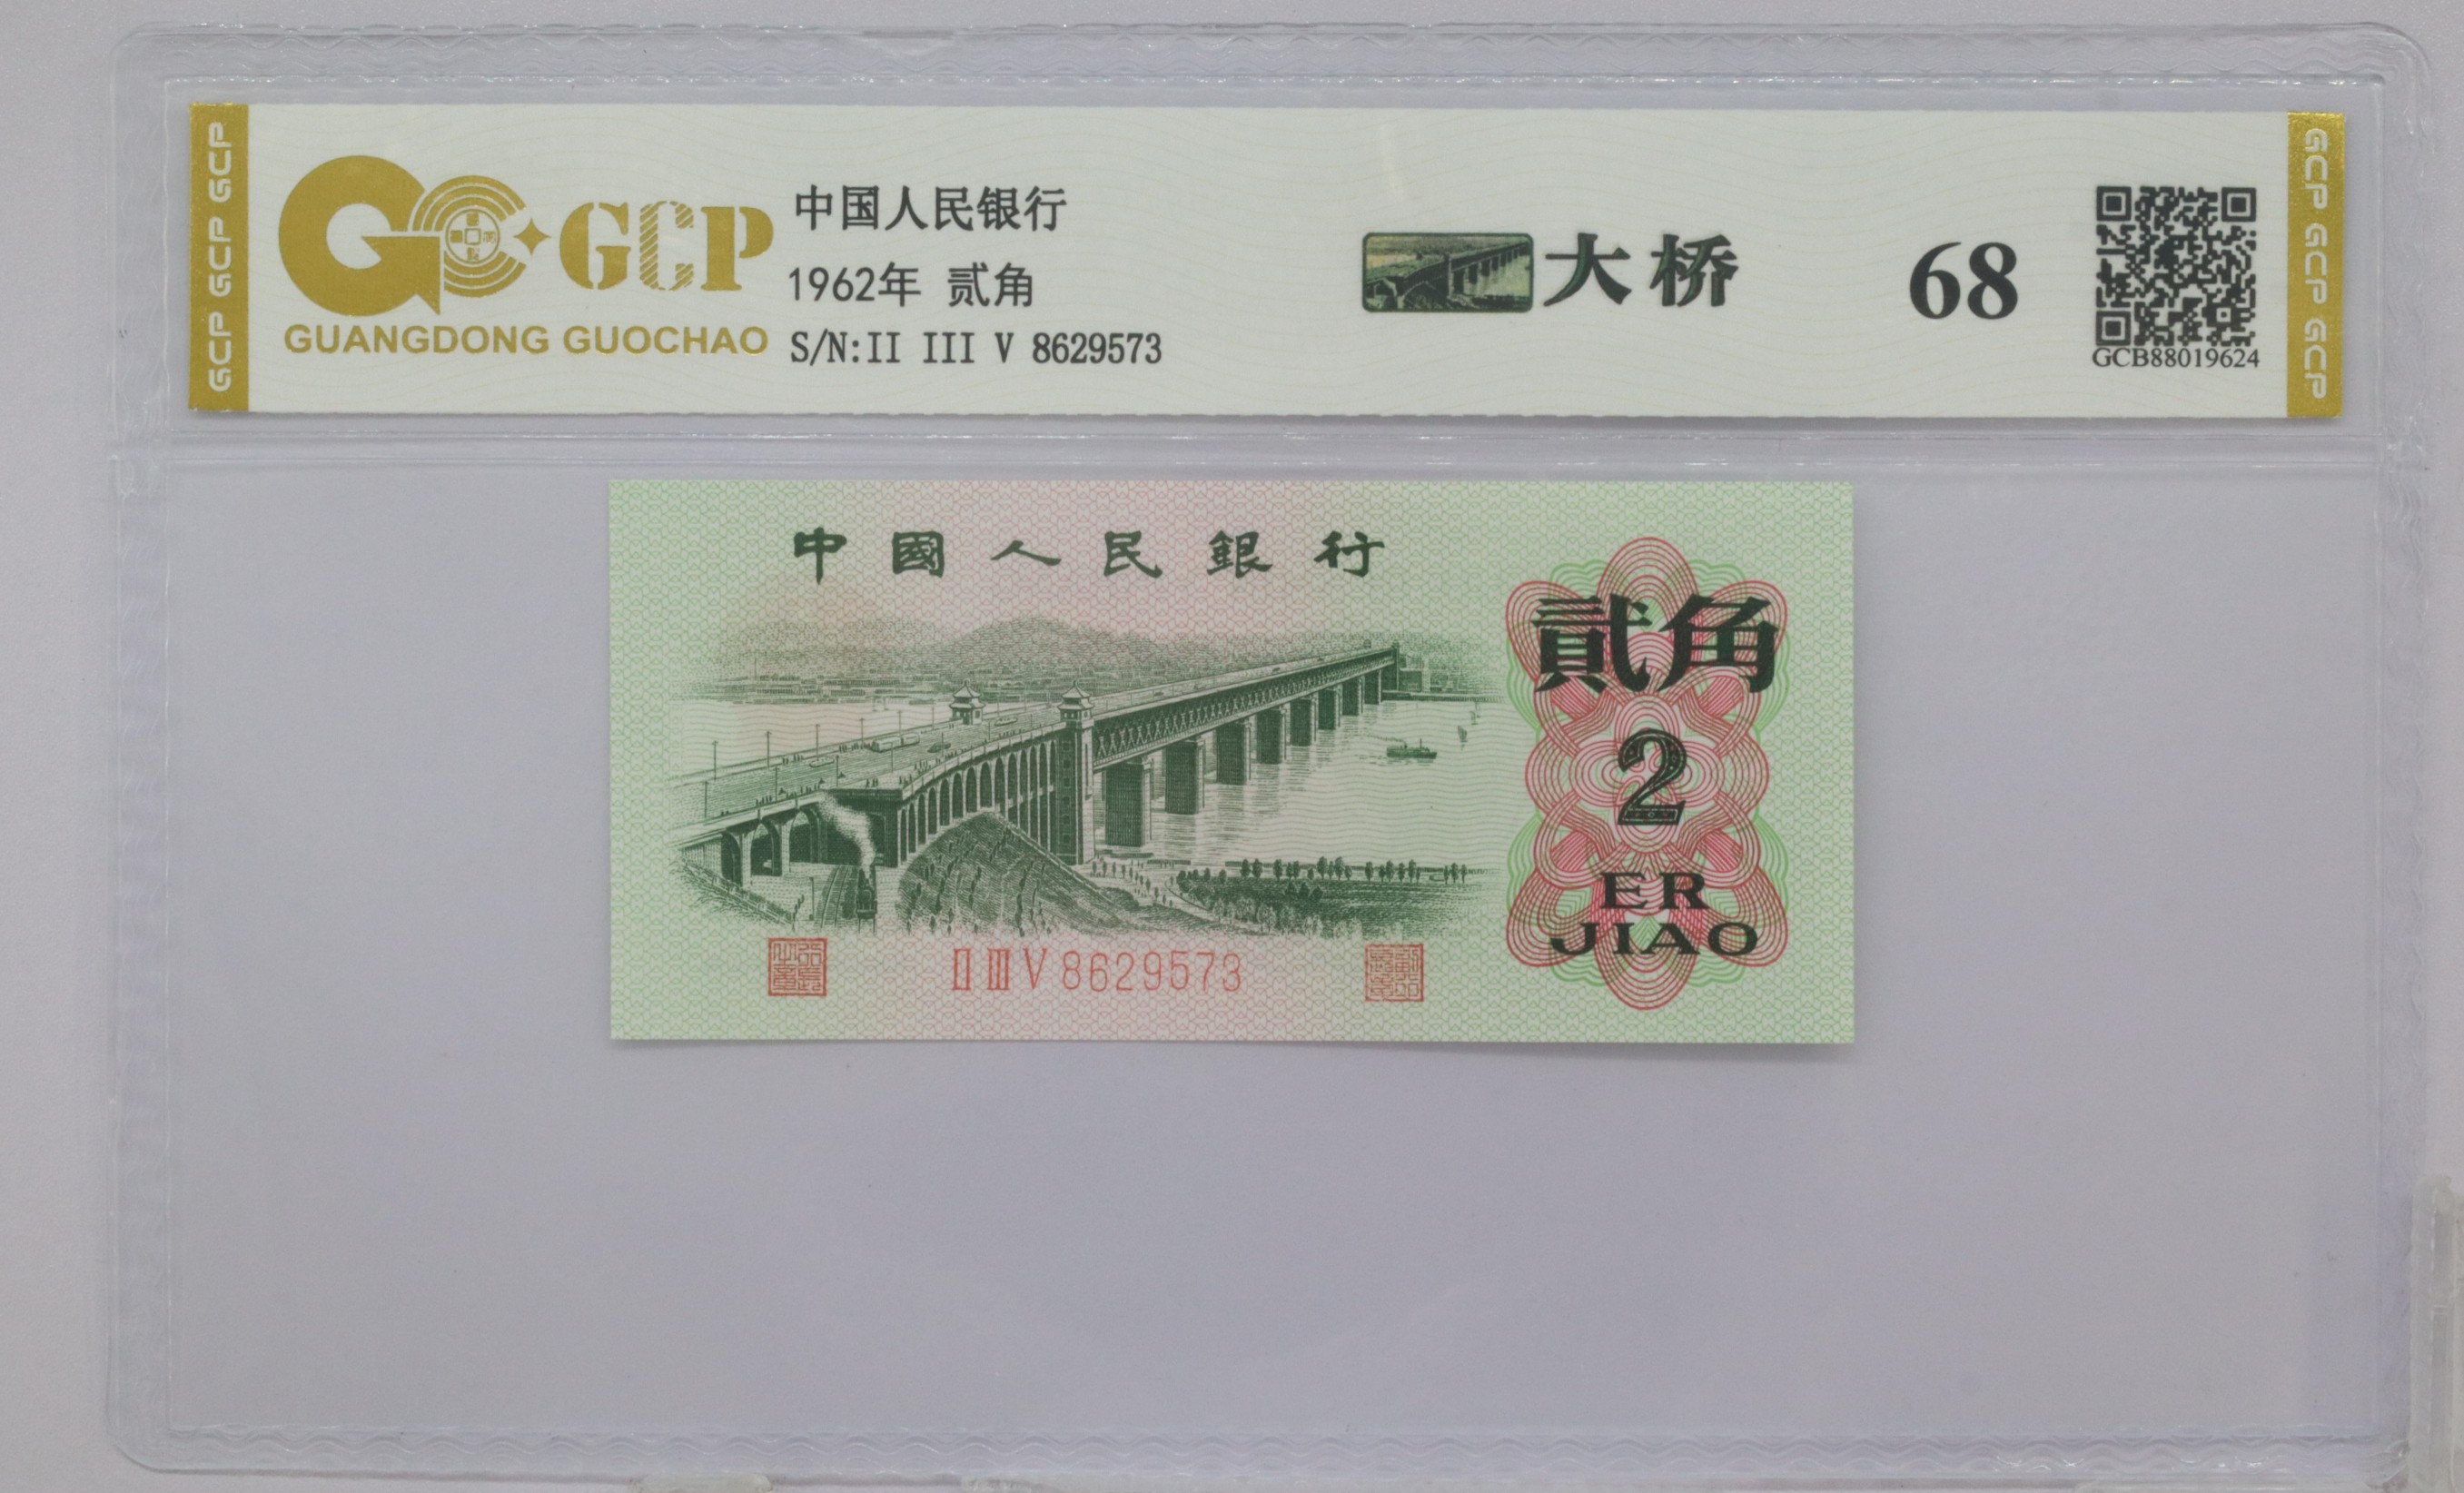 GCP GCP GCP
GCP
GUANGDONG GUOCHAO
中国人民银行
1962年 贰角
S/N:II III V 8629573
大桥
68
GCB88019624
GCP GCP GCP
中國人民銀行
貳角
2
ER
JIAO
II III V 8629573